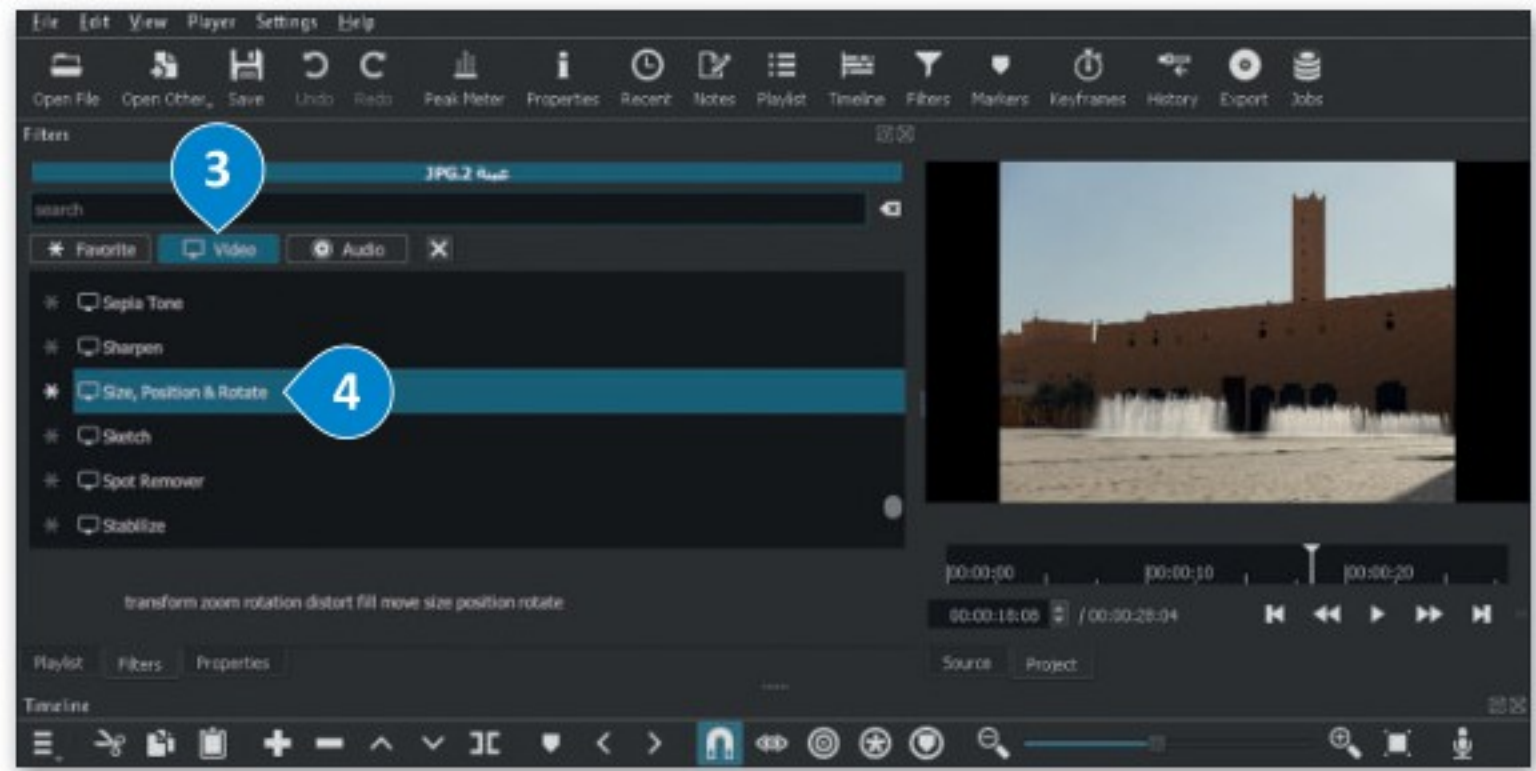 File Edit View Player Settings Help
Open File Open Other... Save Undo Redo Peak Meter Properties Recent Notes Playlist Timeline Filters Markers Keyframes History Export Jobs
Filters
3
عينة 2.JPG
search
Favorite Video Audio
Sepia Tone
Sharpen
Size, Position & Rotate
4
Sketch
Spot Remover
Stabilize
transform zoom rotation distort fill move size position rotate
00:00:00 00:00:10 00:00:20
00:00:18:08 / 00:00:28:04
Playlist Filters Properties
Source Project
Timeline